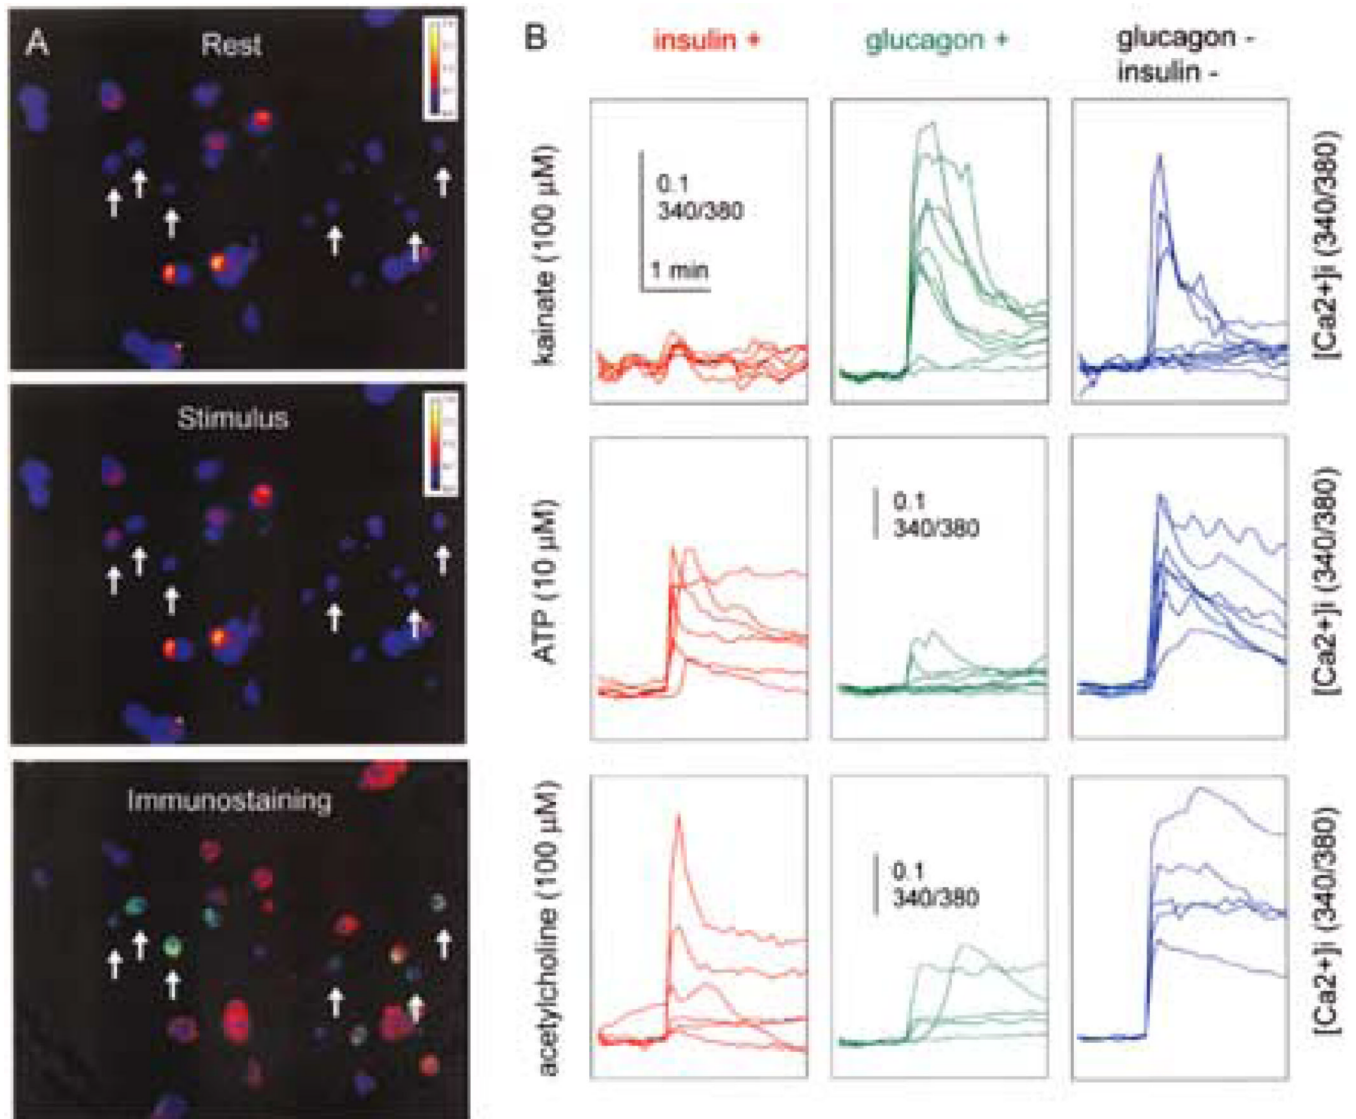 A
Rest
Stimulus
Immunostaining
B
insulin +
glucagon +
glucagon -
insulin -
kainate (100 µM)
0.1
340/380
1 min
[Ca2+]i (340/380)
ATP (10 µM)
0.1
340/380
[Ca2+]i (340/380)
acetylcholine (100 µM)
0.1
340/380
[Ca2+]i (340/380)